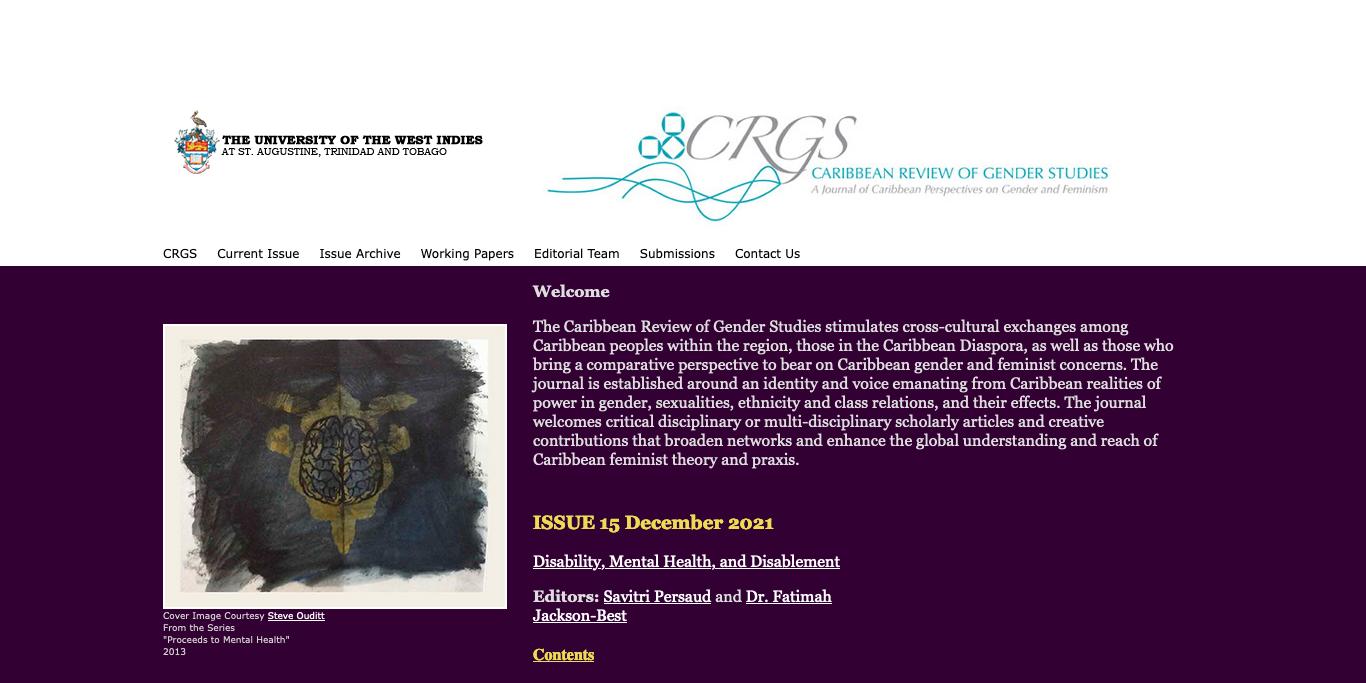 THE UNIVERSITY OF THE WEST INDIES
AT ST. AUGUSTINE, TRINIDAD AND TOBAGO
CRGS
CARIBBEAN REVIEW OF GENDER STUDIES
A Journal of Caribbean Perspectives on Gender and Feminism
CRGS Current Issue Issue Archive Working Papers Editorial Team Submissions Contact Us
Welcome
The Caribbean Review of Gender Studies stimulates cross-cultural exchanges among
Caribbean peoples within the region, those in the Caribbean Diaspora, as well as those who
bring a comparative perspective to bear on Caribbean gender and feminist concerns. The
journal is established around an identity and voice emanating from Caribbean realities of
power in gender, sexualities, ethnicity and class relations, and their effects. The journal
welcomes critical disciplinary or multi-disciplinary scholarly articles and creative
contributions that broaden networks and enhance the global understanding and reach of
Caribbean feminist theory and praxis.
ISSUE 15 December 2021
Disability, Mental Health, and Disablement
Editors: Savitri Persaud and Dr. Fatimah
Jackson-Best
Contents
Cover Image Courtesy Steve Ouditt
From the Series
"Proceeds to Mental Health"
2013